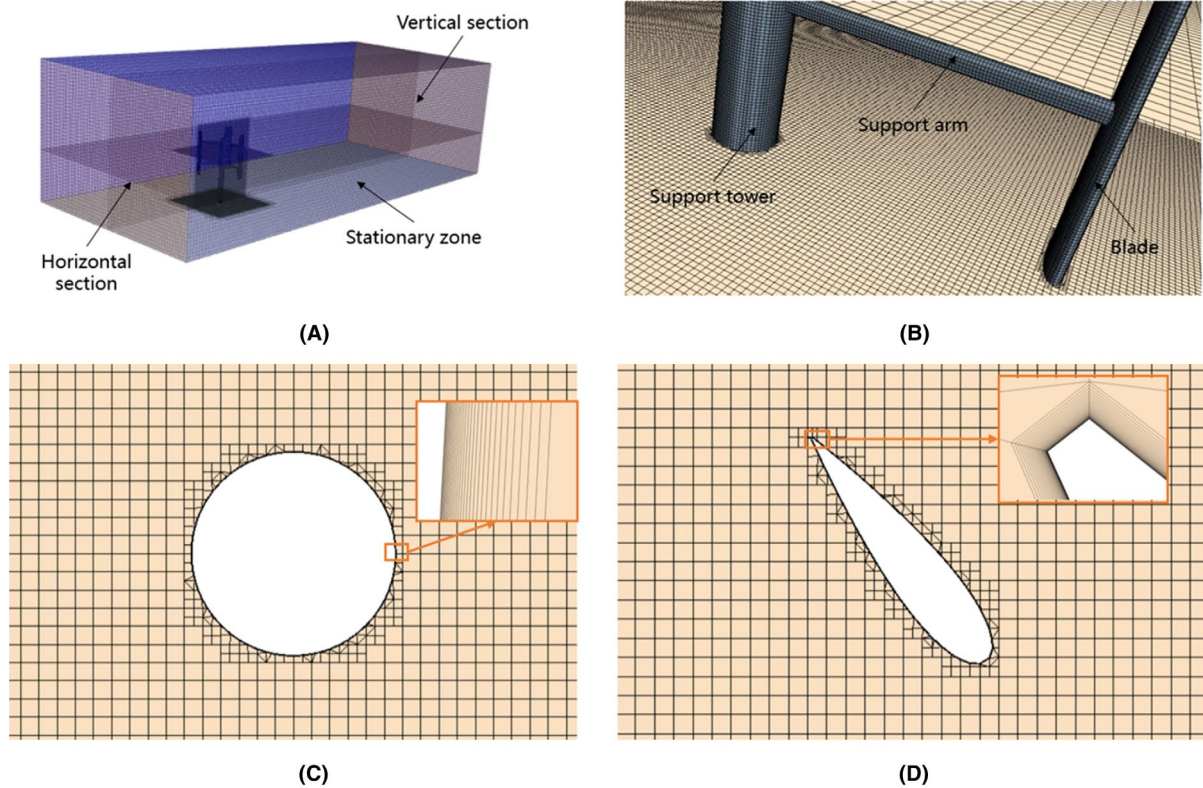 Vertical section
Horizontal
section
Stationary zone
(A)
Support arm
Support tower
Blade
(B)
(C)
(D)